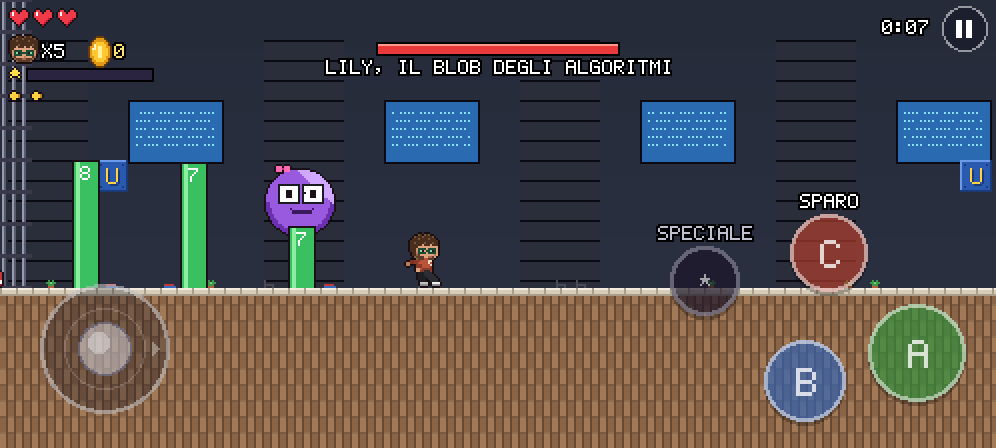 X5
0
0:07
LILY, IL BLOB DEGLI ALGORITMI
8
U
7
7
U
SPARO
SPECIALE
C
A
B